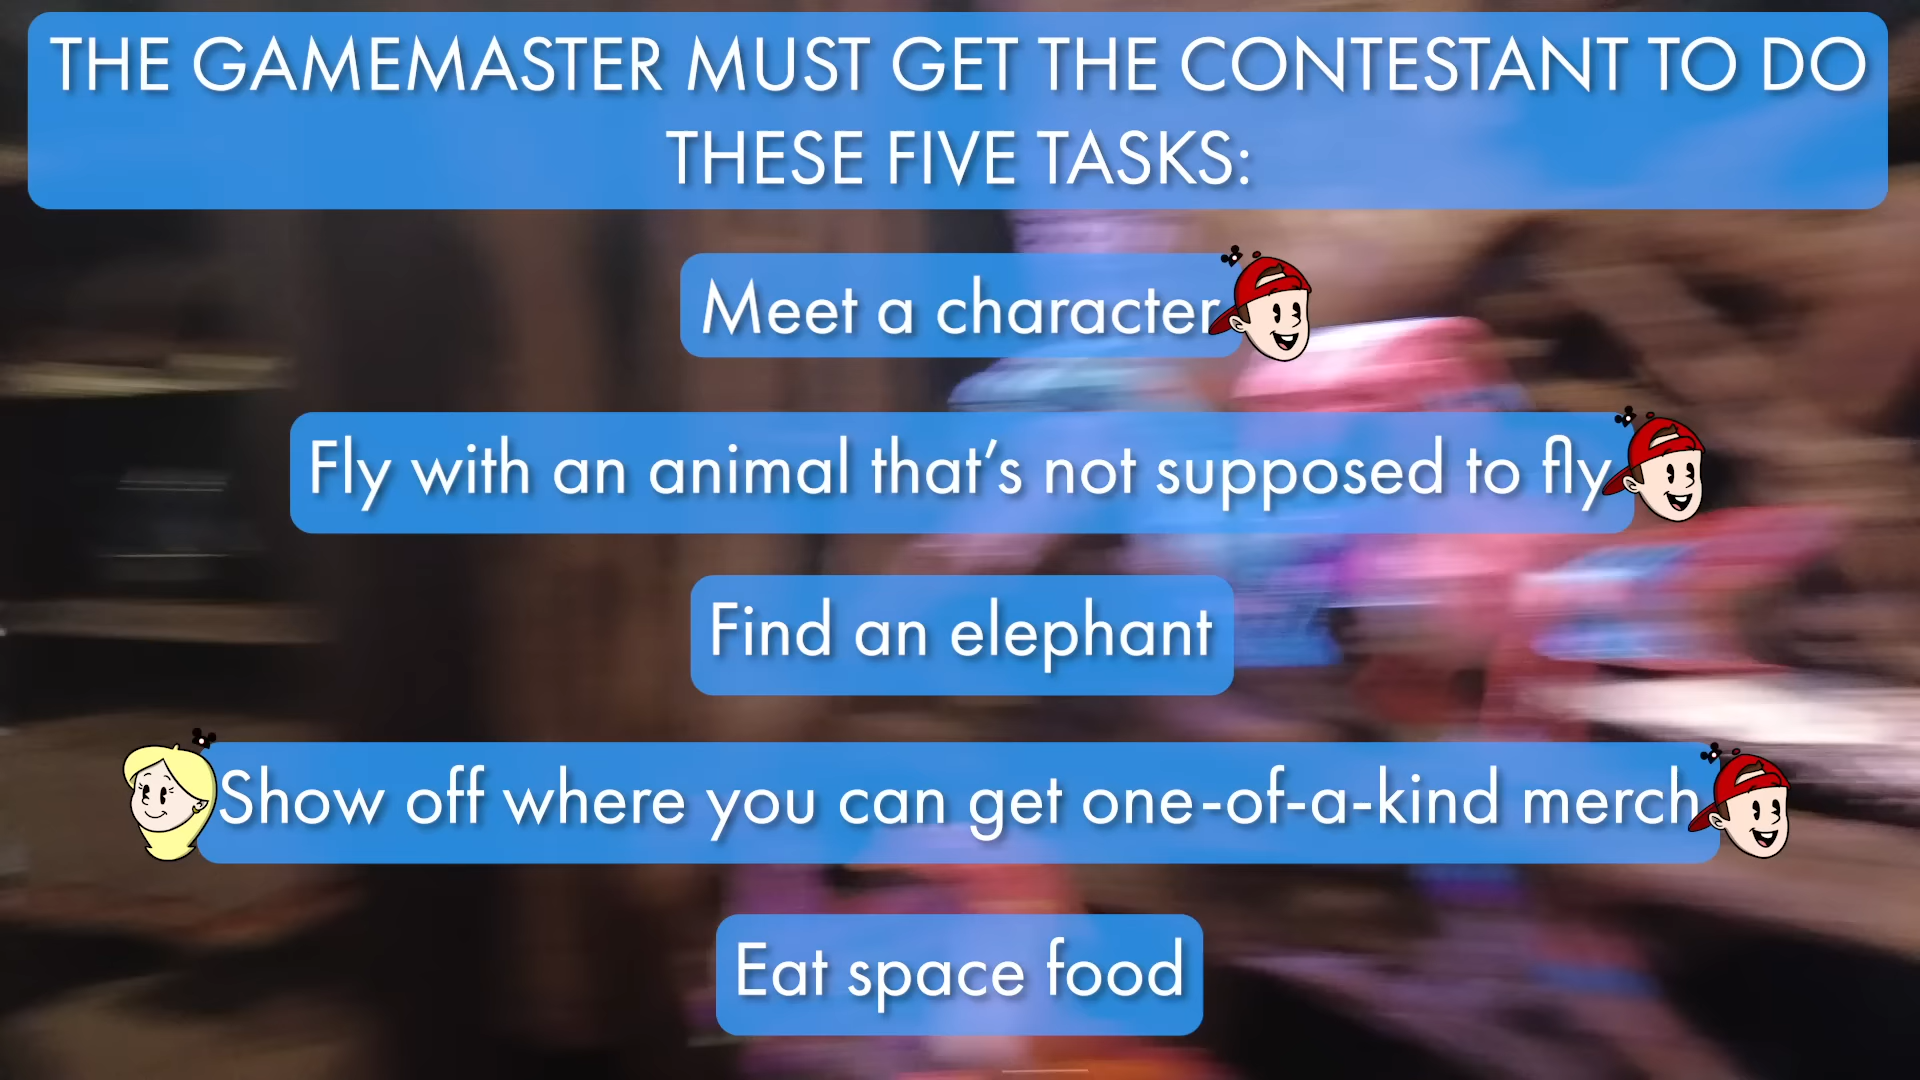 THE GAMEMASTER MUST GET THE CONTESTANT TO DO
THESE FIVE TASKS:
Meet a character
Fly with an animal that’s not supposed to fly
Find an elephant
Show off where you can get one-of-a-kind merch
Eat space food